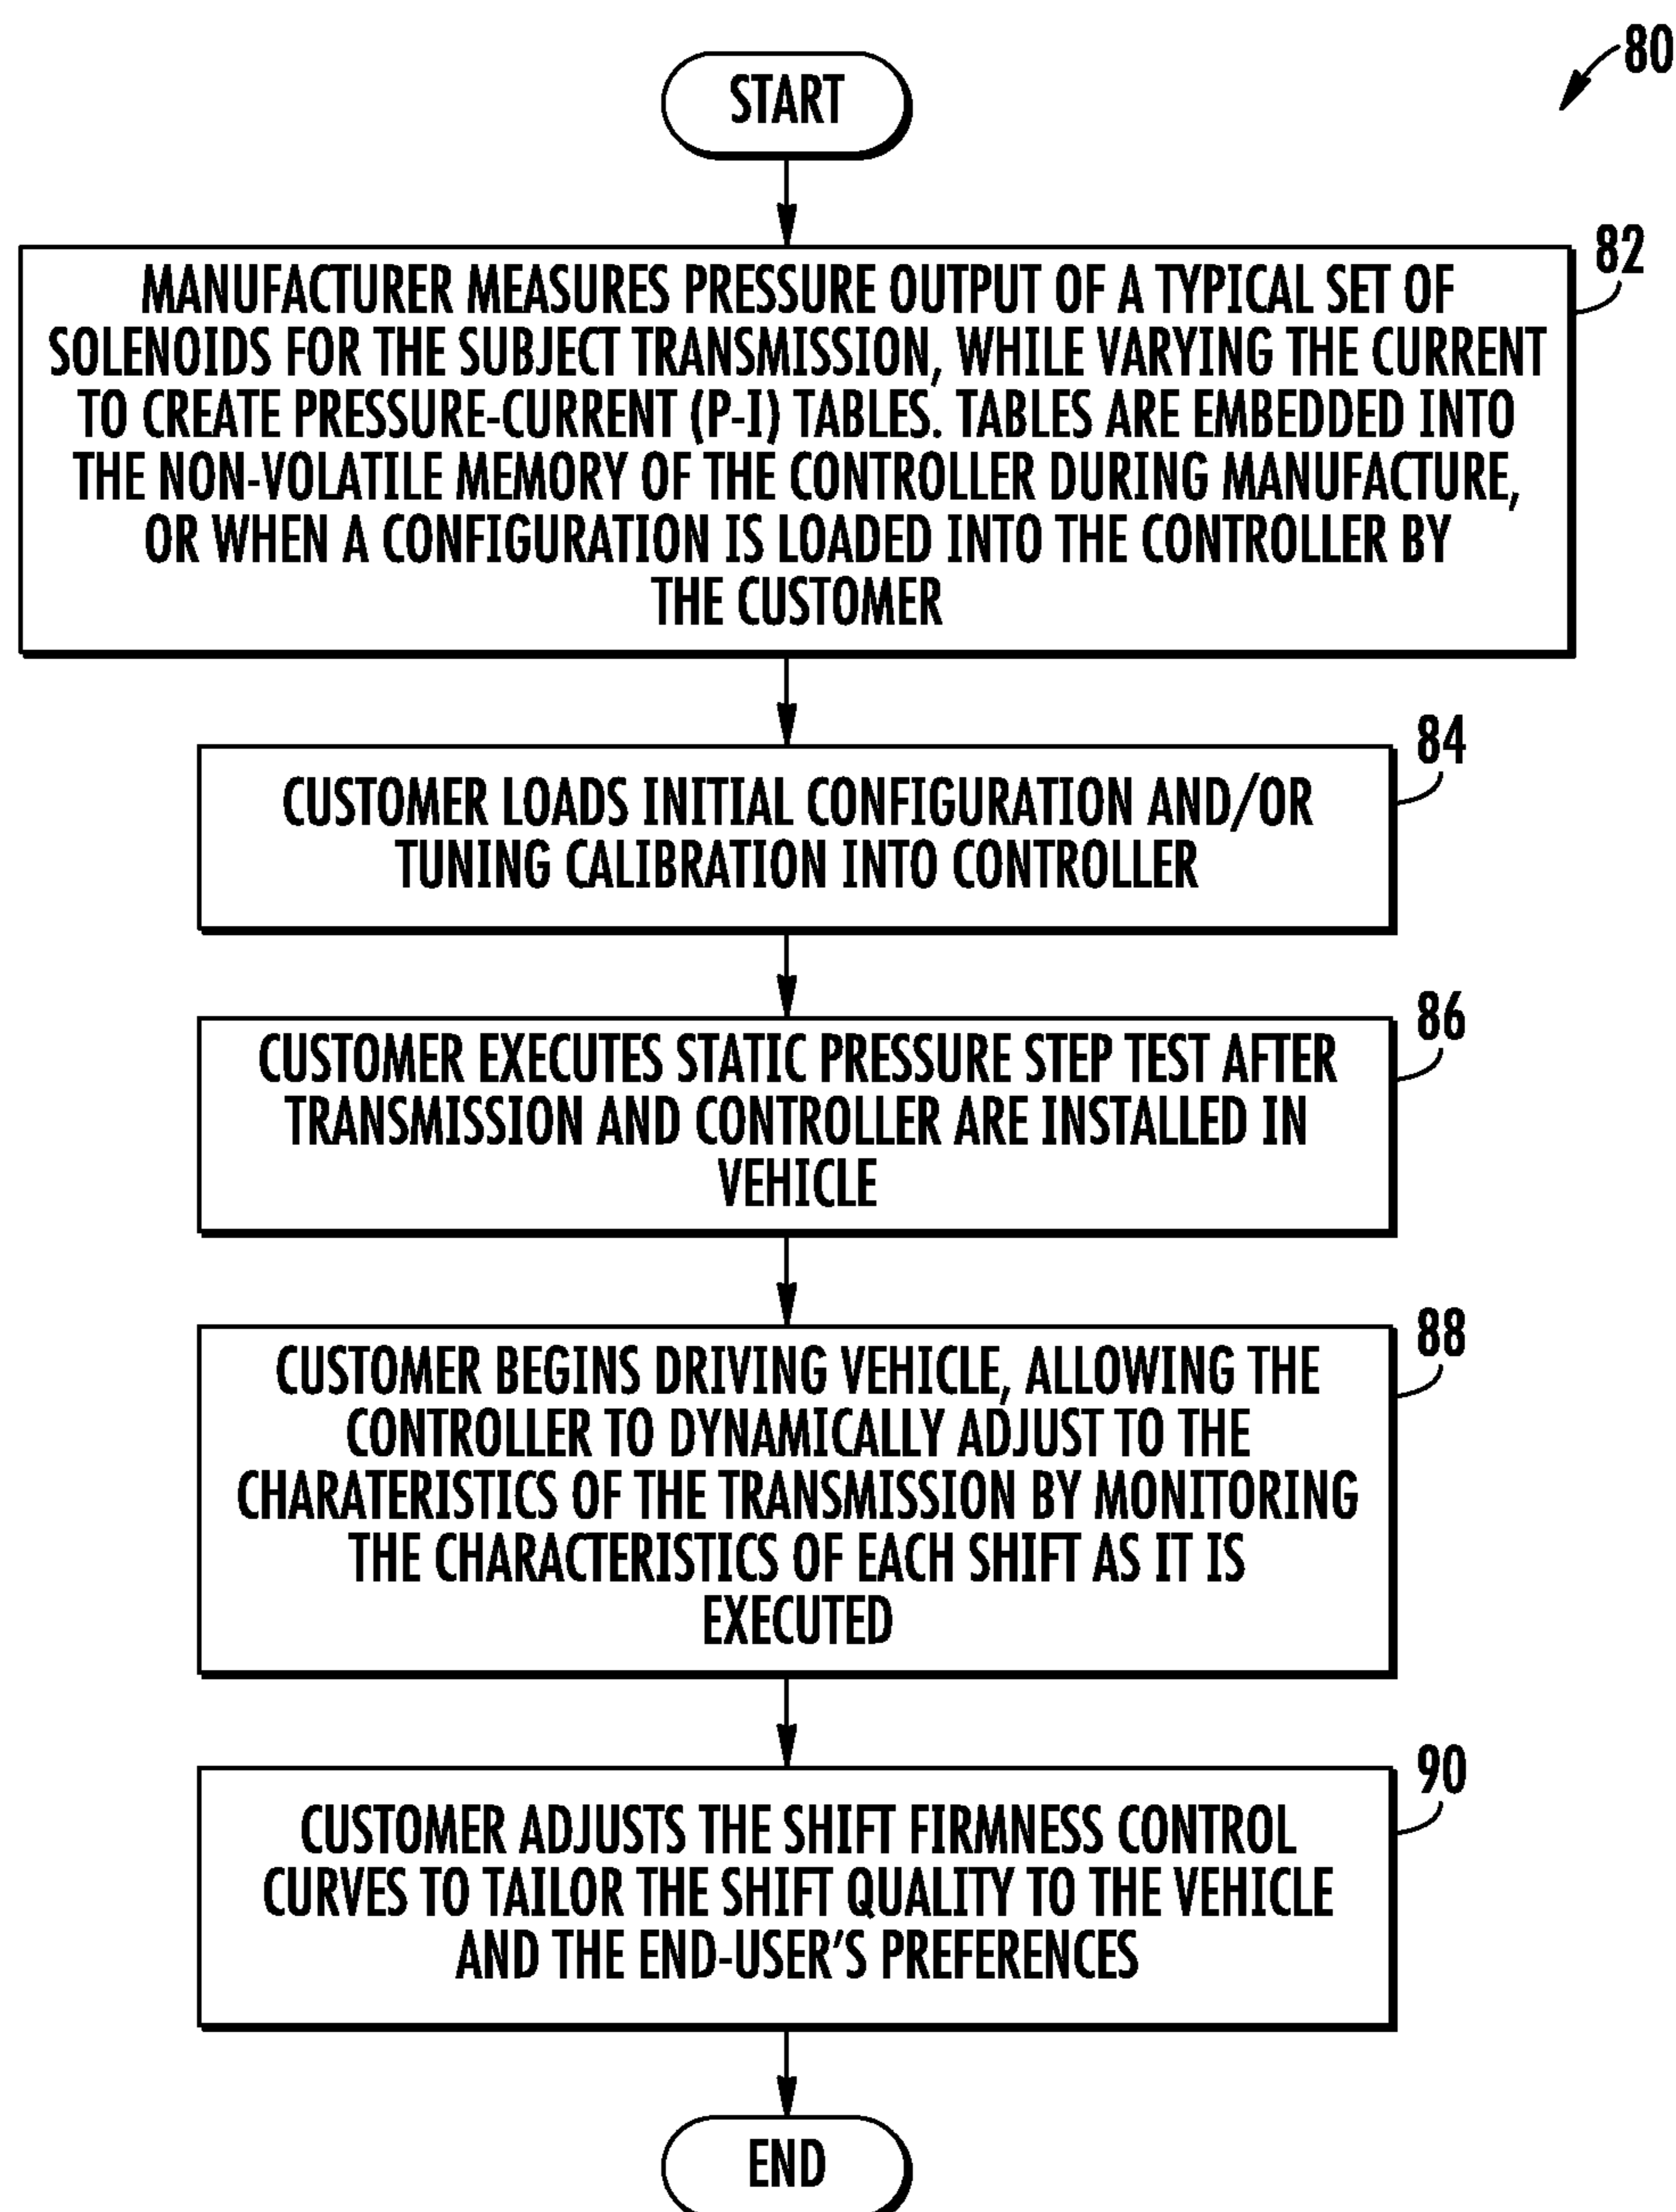 80
START
82
MANUFACTURER MEASURES PRESSURE OUTPUT OF A TYPICAL SET OF
SOLENOIDS FOR THE SUBJECT TRANSMISSION, WHILE VARYING THE CURRENT
TO CREATE PRESSURE-CURRENT (P-I) TABLES. TABLES ARE EMBEDDED INTO
THE NON-VOLATILE MEMORY OF THE CONTROLLER DURING MANUFACTURE,
OR WHEN A CONFIGURATION IS LOADED INTO THE CONTROLLER BY
THE CUSTOMER
84
CUSTOMER LOADS INITIAL CONFIGURATION AND/OR
TUNING CALIBRATION INTO CONTROLLER
86
CUSTOMER EXECUTES STATIC PRESSURE STEP TEST AFTER
TRANSMISSION AND CONTROLLER ARE INSTALLED IN
VEHICLE
88
CUSTOMER BEGINS DRIVING VEHICLE, ALLOWING THE
CONTROLLER TO DYNAMICALLY ADJUST TO THE
CHARATERISTICS OF THE TRANSMISSION BY MONITORING
THE CHARACTERISTICS OF EACH SHIFT AS IT IS
EXECUTED
90
CUSTOMER ADJUSTS THE SHIFT FIRMNESS CONTROL
CURVES TO TAILOR THE SHIFT QUALITY TO THE VEHICLE
AND THE END-USER'S PREFERENCES
END